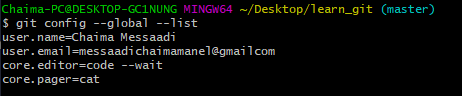 Chaima-PC@DESKTOP-GC1NUNG MINGW64 ~/Desktop/learn_git (master)
$ git config --global --list
user.name=Chaima Messaadi
user.email=messaadichaimamanel@gmailcom
core.editor=code --wait
core.pager=cat